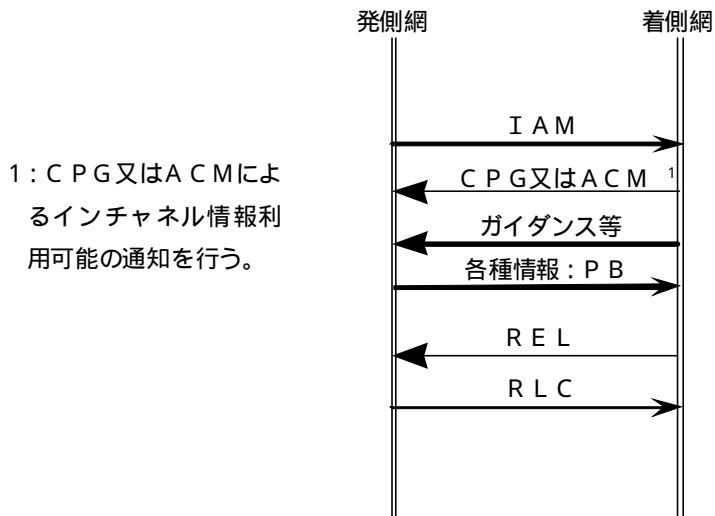 発側網 着側網
ＩＡＭ
1：ＣＰＧ又はＡＣＭによ
るインチャネル情報利
用可能の通知を行う。
ＣＰＧ又はＡＣＭ 1
ガイダンス等
各種情報：ＰＢ
ＲＥＬ
ＲＬＣ